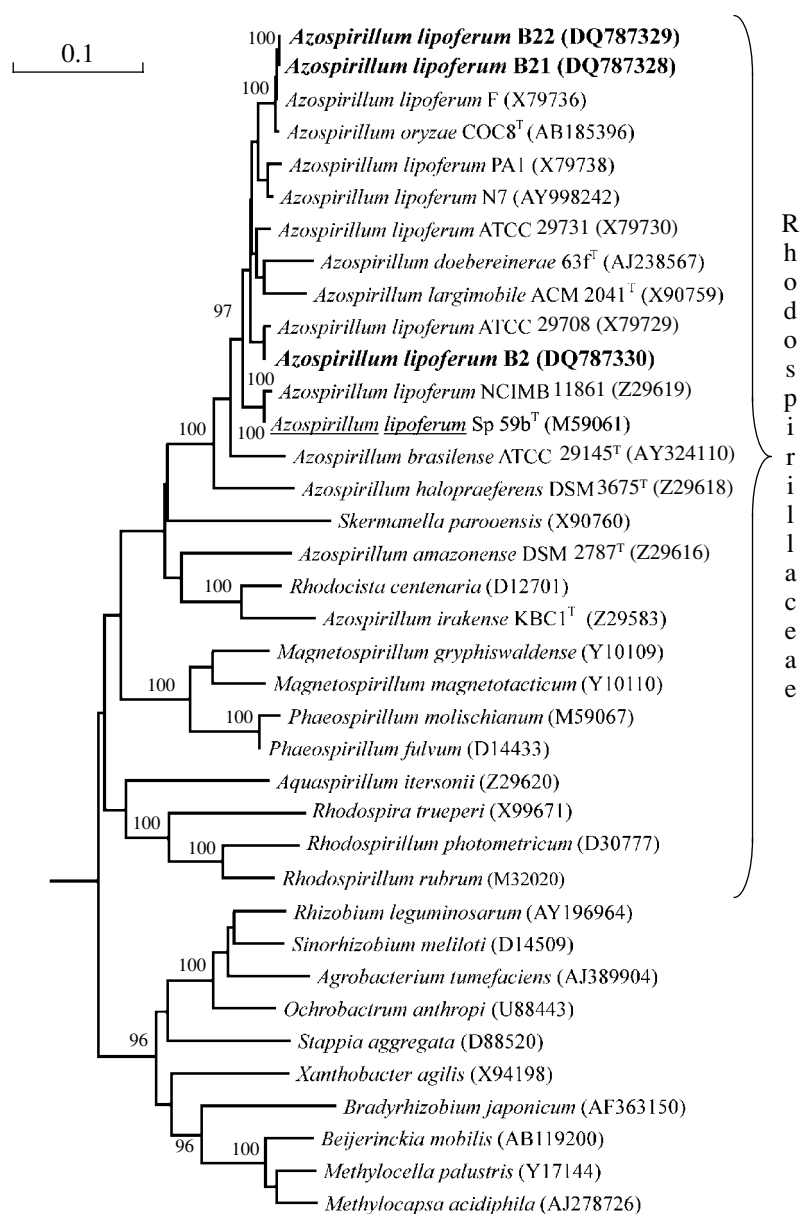 0.1
100
Azospirillum lipoferum B22 (DQ787329)
Azospirillum lipoferum B21 (DQ787328)
100
Azospirillum lipoferum F (X79736)
Azospirillum oryzae COC8T (AB185396)
Azospirillum lipoferum PA1 (X79738)
Azospirillum lipoferum N7 (AY998242)
Azospirillum lipoferum ATCC 29731 (X79730)
Azospirillum doebereinerae 63fT (AJ238567)
Azospirillum largimobile ACM 2041T (X90759)
97
Azospirillum lipoferum ATCC 29708 (X79729)
Azospirillum lipoferum B2 (DQ787330)
100
Azospirillum lipoferum NCIMB 11861 (Z29619)
100
Azospirillum lipoferum Sp 59bT (M59061)
100
Azospirillum brasilense ATCC 29145T (AY324110)
Azospirillum halopraeferens DSM 3675T (Z29618)
Skermanella parooensis (X90760)
Azospirillum amazonense DSM 2787T (Z29616)
100
Rhodocista centenaria (D12701)
Azospirillum irakense KBC1T (Z29583)
Magnetospirillum gryphiswaldense (Y10109)
100
Magnetospirillum magnetotacticum (Y10110)
100
Phaeospirillum molischianum (M59067)
Phaeospirillum fulvum (D14433)
Aquaspirillum itersonii (Z29620)
Rhodospira trueperi (X99671)
100
Rhodospirillum photometricum (D30777)
100
Rhodospirillum rubrum (M32020)
Rhizobium leguminosarum (AY196964)
Sinorhizobium meliloti (D14509)
100
Agrobacterium tumefaciens (AJ389904)
Ochrobactrum anthropi (U88443)
96
Stappia aggregata (D88520)
Xanthobacter agilis (X94198)
Bradyrhizobium japonicum (AF363150)
96
Beijerinckia mobilis (AB119200)
100
Methylocella palustris (Y17144)
Methylocapsa acidiphila (AJ278726)
Rhodospirillaceae